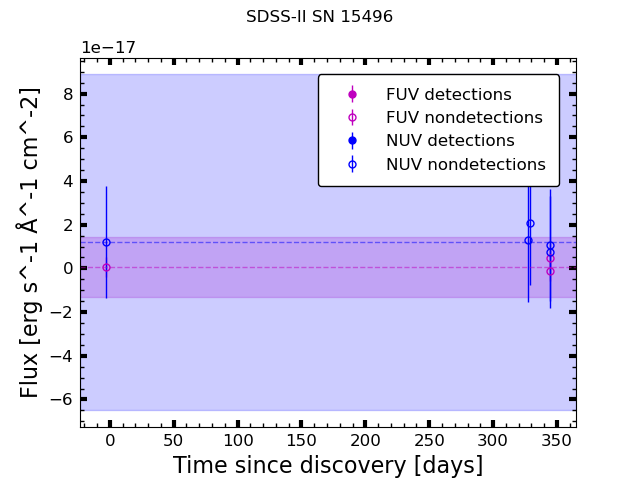 SDSS-II SN 15496
1e−17
FUV detections
FUV nondetections
NUV detections
NUV nondetections
8
6
4
2
0
−2
−4
−6
Flux [erg s^-1 Å^-1 cm^-2]
0 50 100 150 200 250 300 350
Time since discovery [days]